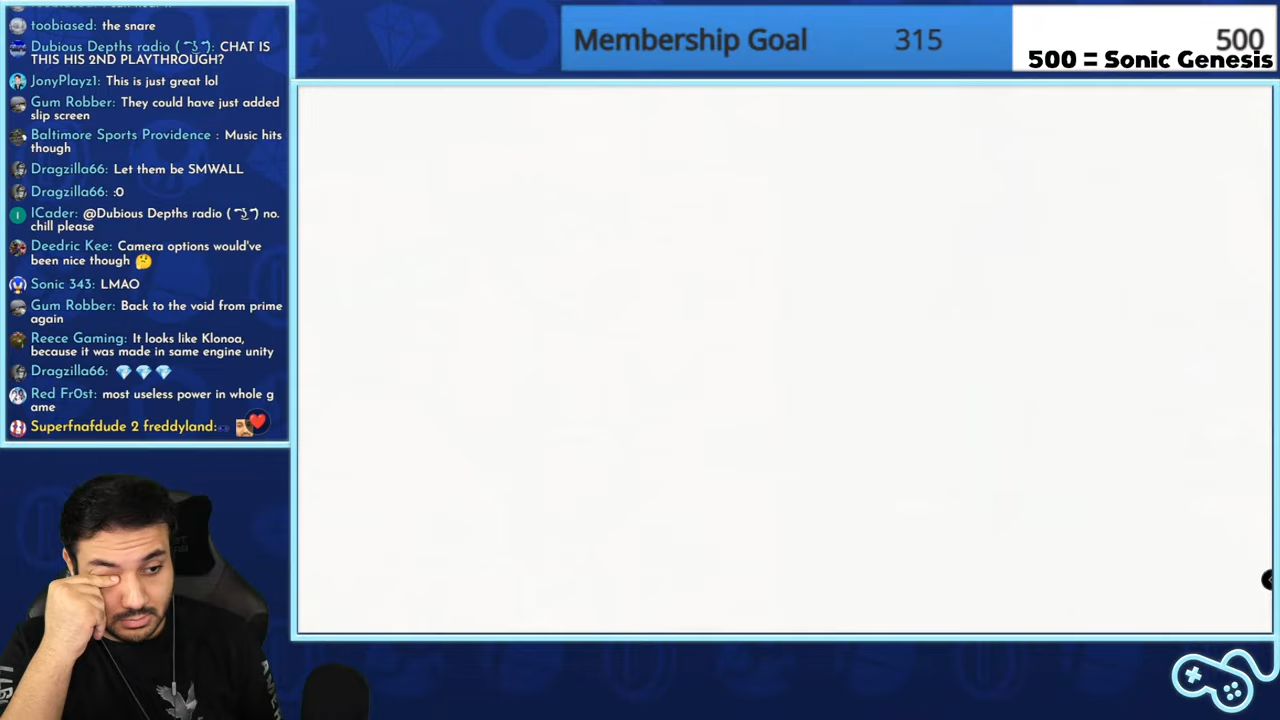 toobiased: the snare
Dubious Depths radio ( ͡° ͜ʖ ͡°): CHAT IS
THIS HIS 2ND PLAYTHROUGH?
JonyPlayz1: This is just great lol
Gum Robber: They could have just added
slip screen
Baltimore Sports Providence : Music hits
though
Dragzilla66: Let them be SMWALL
Dragzilla66: :0
I
ICader: @Dubious Depths radio ( ͡° ͜ʖ ͡°) no.
chill please
Deedric Kee: Camera options would've
been nice though 🤔
Sonic 343: LMAO
Gum Robber: Back to the void from prime
again
Reece Gaming: It looks like Klonoa,
because it was made in same engine unity
Dragzilla66: 💎💎💎
Red Fr0st: most useless power in whole g
ame
Superfnafdude 2 freddyland:
Membership Goal 315 500
500 = Sonic Genesis